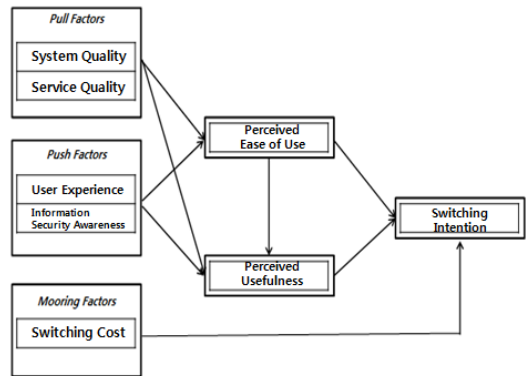 Pull Factors
System Quality
Service Quality
Push Factors
User Experience
Information
Security Awareness
Mooring Factors
Switching Cost
Perceived
Ease of Use
Perceived
Usefulness
Switching
Intention